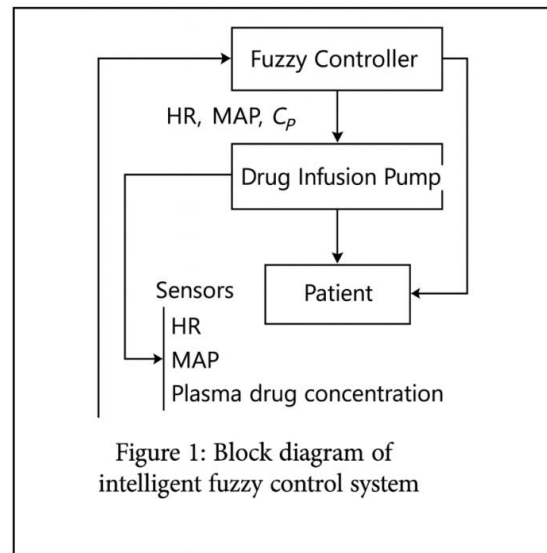 Fuzzy Controller
HR, MAP, Cₚ
Drug Infusion Pump
Patient
Sensors
HR
MAP
Plasma drug concentration
Figure 1: Block diagram of
intelligent fuzzy control system